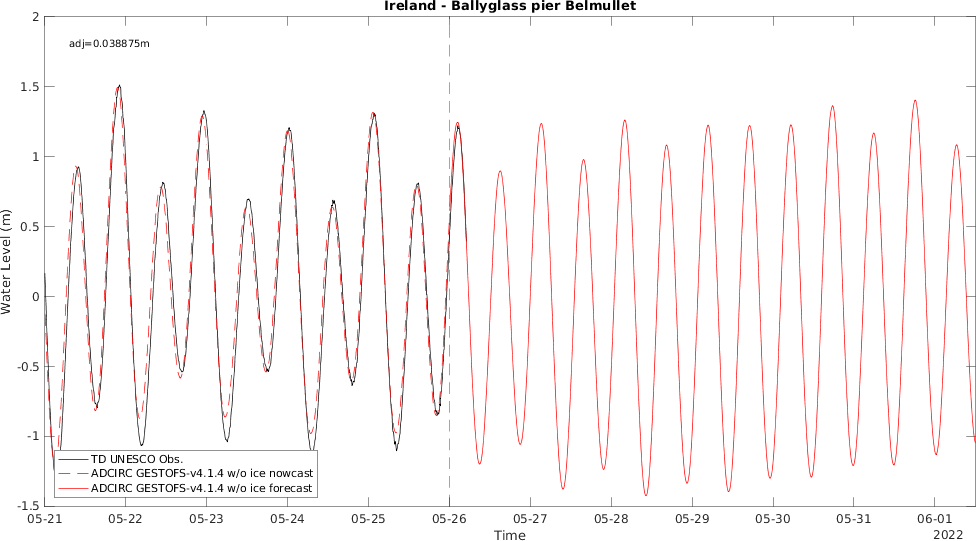 Ireland - Ballyglass pier Belmullet
adj=0.038875m
Water Level (m)
2
1.5
1
0.5
0
-0.5
-1
-1.5
TD UNESCO Obs.
ADCIRC GESTOFS-v4.1.4 w/o ice nowcast
ADCIRC GESTOFS-v4.1.4 w/o ice forecast
05-21 05-22 05-23 05-24 05-25 05-26 05-27 05-28 05-29 05-30 05-31 06-01
2022
Time